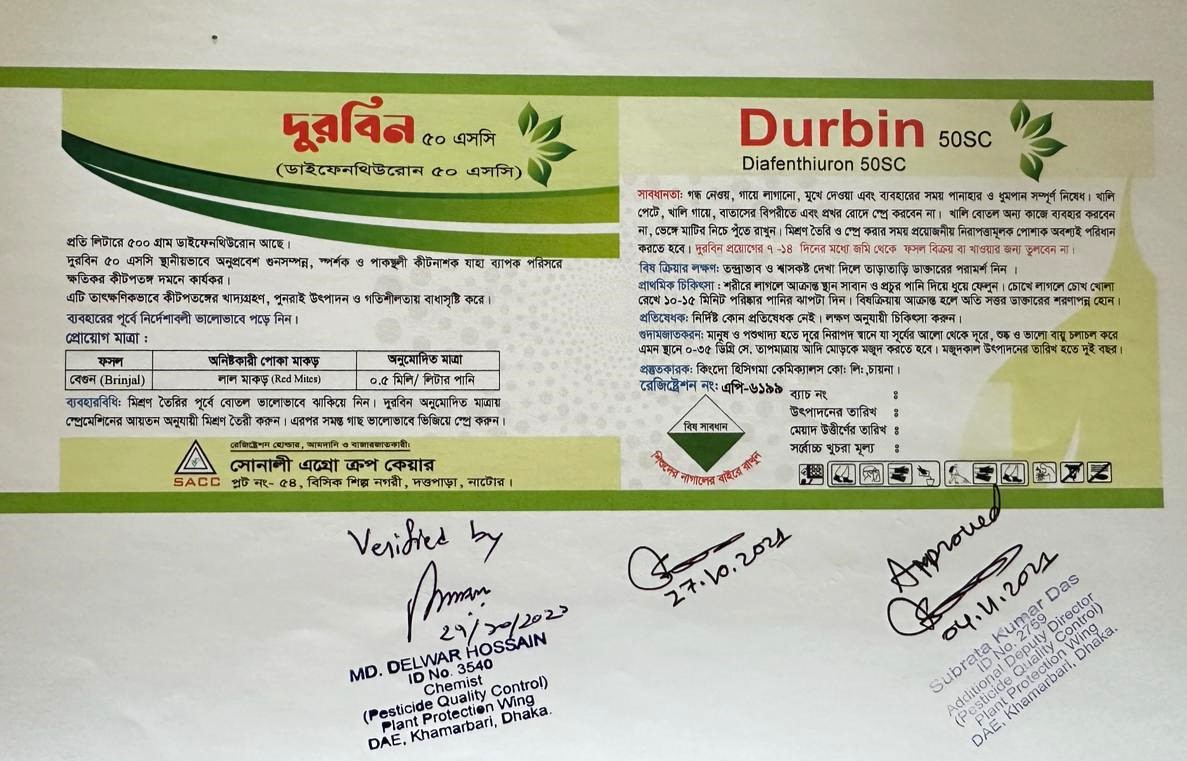 দুরবিন ৫০ এসসি
(ডাইফেনথিউরোন ৫০ এসসি)
প্রতি লিটারে ৫০০ গ্রাম ডাইফেনথিউরোন আছে।
দুরবিন ৫০ এসসি স্থানীয়ভাবে অনুপ্রবেশ গুনসম্পন্ন, স্পর্শক ও পাকস্থলী কীটনাশক যাহা ব্যাপক পরিসরে
ক্ষতিকর কীটপতঙ্গ দমনে কার্যকর।
এটি তাৎক্ষণিকভাবে কীটপতঙ্গের খাদ্যগ্রহণ, পুনরাই উৎপাদন ও গতিশীলতায় বাধাসৃষ্টি করে।
ব্যবহারের পূর্বে নির্দেশাবলী ভালোভাবে পড়ে নিন।
প্রোয়োগ মাত্রা :
ফসল অনিষ্টকারী পোকা মাকড় অনুমোদিত মাত্রা
বেগুন (Brinjal) লাল মাকড় (Red Mites) ০.৫ মিলি/ লিটার পানি
ব্যবহারবিধি: মিশ্রণ তৈরির পূর্বে বোতল ভালোভাবে ঝাকিয়ে নিন। দুরবিন অনুমোদিত মাত্রায়
স্প্রেমেশিনের আয়তন অনুযায়ী মিশ্রণ তৈরী করুন। এরপর সমস্ত গাছ ভালোভাবে ভিজিয়ে স্প্রে করুন।
রেজিষ্ট্রেশন হোল্ডার, আমদানি ও বাজারজাতকারী:
সোনালী এগ্রো ক্রপ কেয়ার
SACC
প্লট নং- ৫৪, বিসিক শিল্প নগরী, দত্তপাড়া, নাটোর।
Durbin 50SC
Diafenthiuron 50SC
সাবধানতা: গন্ধ নেওয়, গায়ে লাগানো, মুখে দেওয়া এবং ব্যবহারের সময় পানাহার ও ধুমপান সম্পূর্ণ নিষেধ। খালি
পেটে, খালি গায়ে, বাতাসের বিপরীতে এবং প্রখর রোদে স্প্রে করবেন না। খালি বোতল অন্য কাজে ব্যবহার করবেন
না, ভেঙ্গে মাটির নিচে পুঁতে রাখুন। মিশ্রণ তৈরি ও স্প্রে করার সময় প্রয়োজনীয় নিরাপত্তামূলক পোশাক অবশ্যই পরিধান
করতে হবে। দুরবিন প্রয়োগের ৭ -১৪ দিনের মধ্যে জমি থেকে ফসল বিক্রয় বা খাওয়ার জন্য তুলবেন না।
বিষ ক্রিয়ার লক্ষণ: তন্দ্রাভাব ও শ্বাসকষ্ট দেখা দিলে তাড়াতাড়ি ডাক্তারের পরামর্শ নিন ।
প্রাথমিক চিকিৎসা : শরীরে লাগলে আক্রান্ত স্থান সাবান ও প্রচুর পানি দিয়ে ধুয়ে ফেলুন। চোখে লাগলে চোখ খোলা
রেখে ১০-১৫ মিনিট পরিষ্কার পানির ঝাপটা দিন। বিষক্রিয়ায় আক্রান্ত হলে অতি সত্তর ডাক্তারের শরণাপন্ন হোন।
প্রতিষেধক: নির্দিষ্ট কোন প্রতিষেধক নেই। লক্ষণ অনুযায়ী চিকিৎসা করুন।
গুদামজাতকরন: মানুষ ও পশুখাদ্য হতে দূরে নিরাপদ স্থানে যা সূর্যের আলো থেকে দূরে, শুষ্ক ও ভালো বায়ু চলাচল করে
এমন স্থানে ০-৩৫ ডিগ্রি সে. তাপমাত্রায় আদি মোড়কে মজুদ করতে হবে। মজুদকাল উৎপাদনের তারিখ হতে দুই বছর।
প্রস্তুতকারক: কিংদো হিসিগমা কেমিক্যালস কো: লি:,চায়না।
রেজিষ্ট্রেশন নং: এপি-৬১৯৯
ব্যাচ নং :
উৎপাদনের তারিখ :
মেয়াদ উর্ত্তীর্ণের তারিখ :
সর্বোচ্চ খুচরা মূল্য :
বিষ সাবধান
শিশুদের নাগালের বাইরে রাখুন
Verified by
MD. DELWAR HOSSAIN
ID No. 3540
Chemist
(Pesticide Quality Control)
Plant Protection Wing
DAE, Khamarbari, Dhaka.
27.10.2021
Approved
04.11.2021
Subrata Kumar Das
ID No. 2759
Additional Deputy Director
(Pesticide Quality Control)
Plant Protection Wing
DAE, Khamarbari, Dhaka.